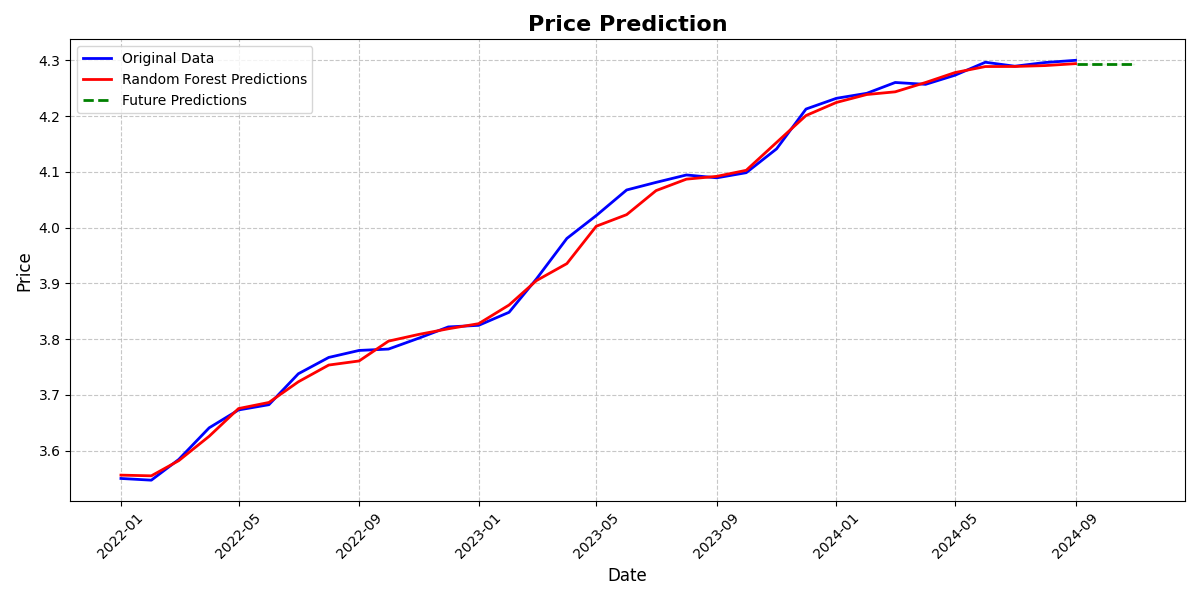 Price Prediction
Original Data
Random Forest Predictions
Future Predictions
Price
4.3
4.2
4.1
4.0
3.9
3.8
3.7
3.6
2022-01
2022-05
2022-09
2023-01
2023-05
2023-09
2024-01
2024-05
2024-09
Date